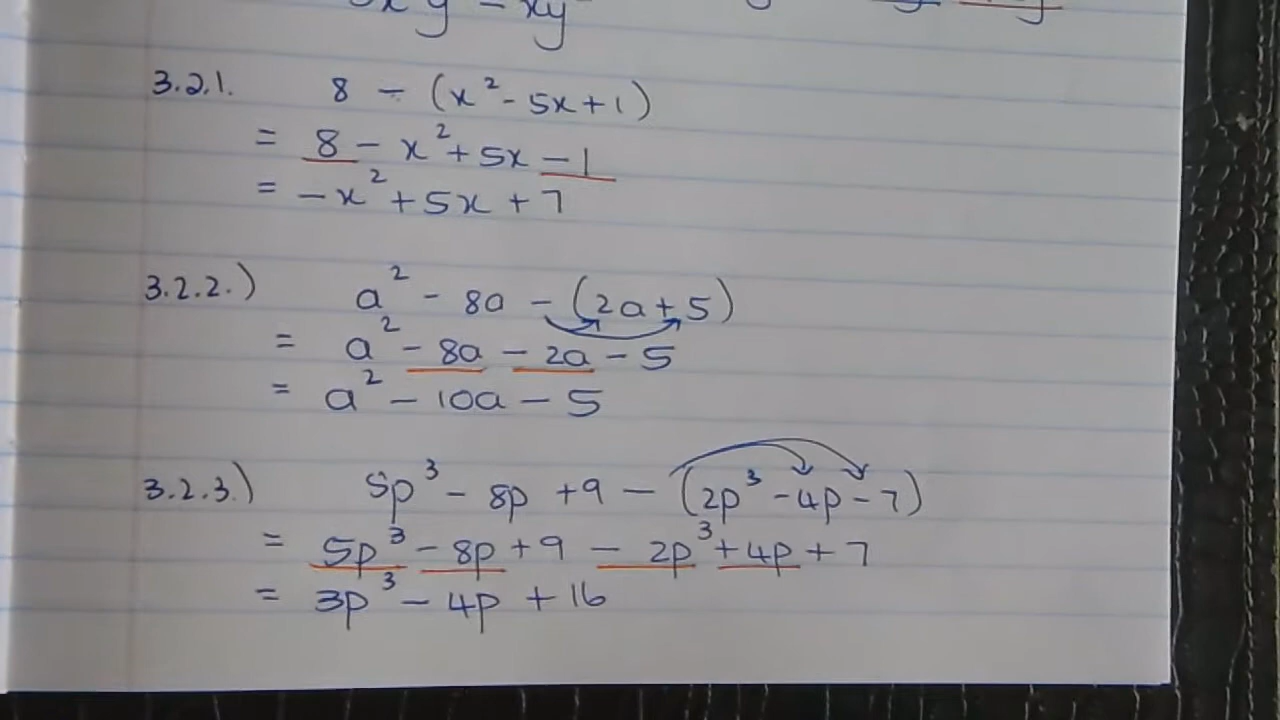 3.2.1. 8 - (x² - 5x + 1)
= 8 - x² + 5x - 1
= -x² + 5x + 7
3.2.2.) a² - 8a - (2a + 5)
= a² - 8a - 2a - 5
= a² - 10a - 5
3.2.3.) 5p³ - 8p + 9 - (2p³ - 4p - 7)
= 5p³ - 8p + 9 - 2p³ + 4p + 7
= 3p³ - 4p + 16